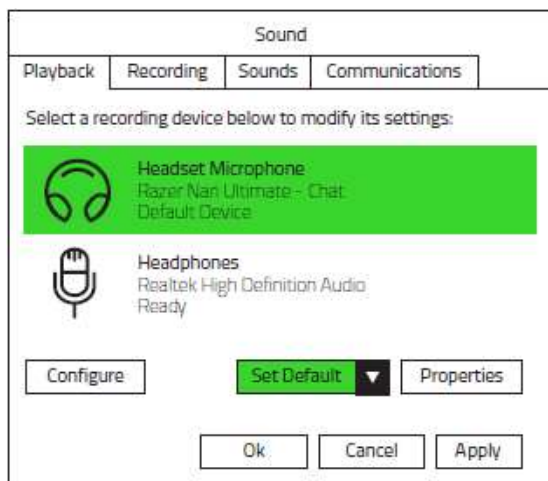 Sound
Playback Recording Sounds Communications
Select a recording device below to modify its settings:
Headset Microphone
Razer Nari Ultimate - Chat
Default Device
Headphones
Realtek High Definition Audio
Ready
Configure Set Default Properties
Ok Cancel Apply